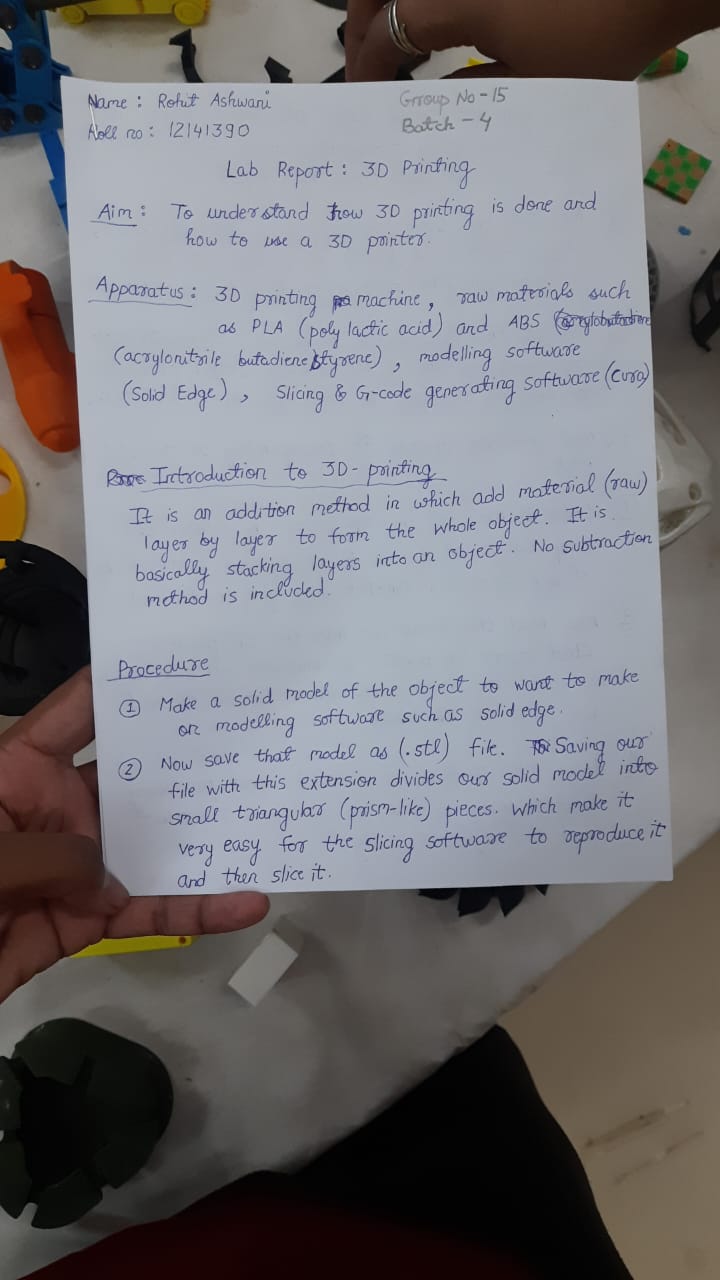 Name : Rohit Ashwani
Group No - 15
Roll no : 12141390
Batch - 4
Lab Report : 3D Printing
Aim : To understand how 3D printing is done and
how to use a 3D printer.
Apparatus : 3D printing machine, raw materials such
as PLA (poly lactic acid) and ABS
(acrylonitrile butadiene styrene) , modelling software
(Solid Edge) , Slicing & G-code generating software (Cura)
Introduction to 3D-printing
It is an addition method in which add material (raw)
layer by layer to form the whole object. It is
basically stacking layers into an object. No subtraction
method is included.
Procedure
① Make a solid model of the object to want to make
on modelling software such as solid edge.
② Now save that model as (.stl) file. Saving our
file with this extension divides our solid model into
small triangular (prism-like) pieces. which make it
very easy for the slicing software to reproduce it
and then slice it.